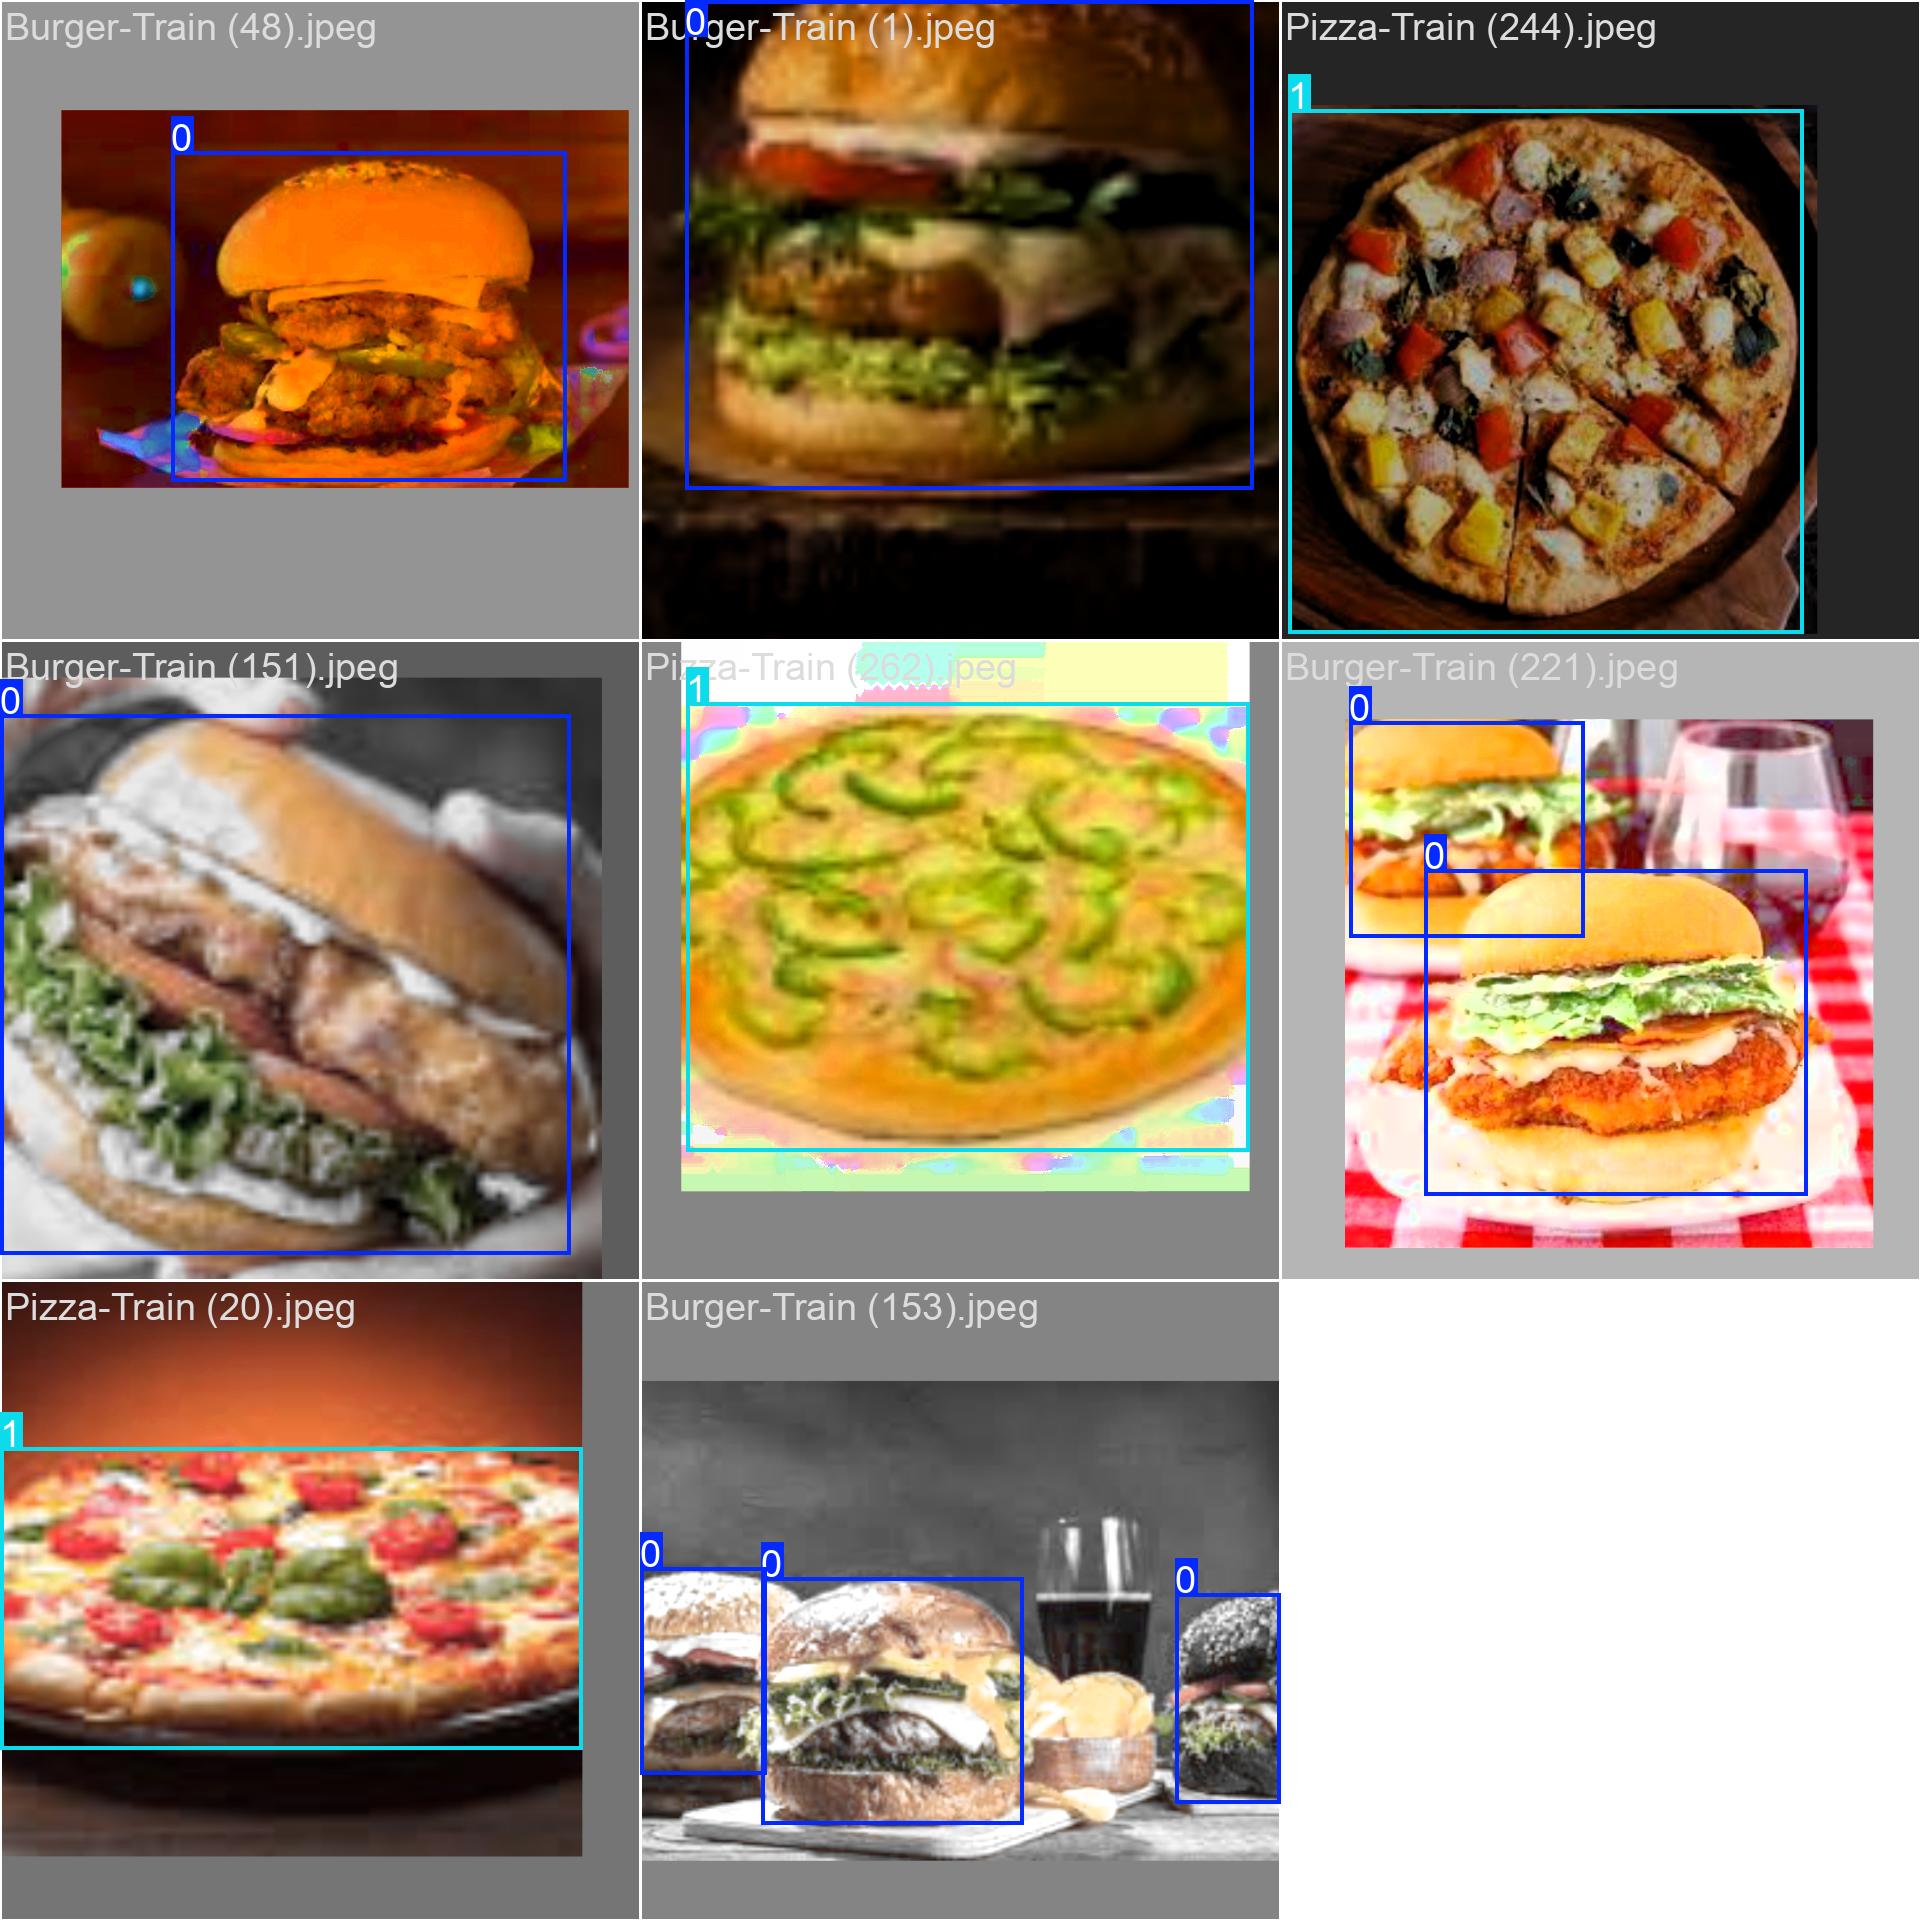 Burger-Train (48).jpeg
0
Burger-Train (1).jpeg
0
Pizza-Train (244).jpeg
1
Burger-Train (151).jpeg
0
Pizza-Train (262).jpeg
1
Burger-Train (221).jpeg
0
0
Pizza-Train (20).jpeg
1
Burger-Train (153).jpeg
0
0
0